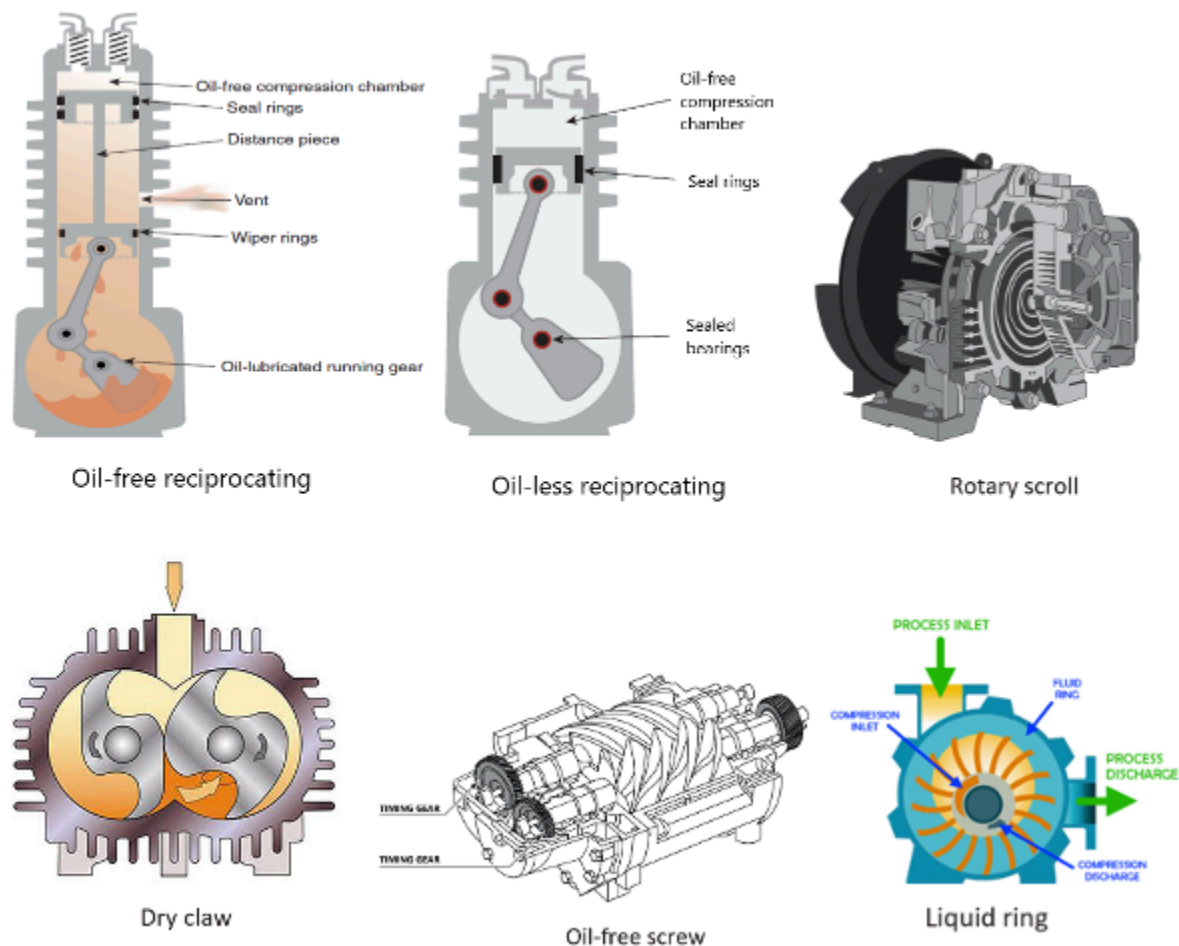 Oil-free compression chamber
Seal rings
Distance piece
Vent
Wiper rings
Oil-lubricated running gear
Oil-free reciprocating
Oil-free
compression
chamber
Seal rings
Sealed
bearings
Oil-less reciprocating
Rotary scroll
Dry claw
TIMING GEAR
TIMING GEAR
Oil-free screw
PROCESS INLET
FLUID
RING
COMPRESSION
INLET
PROCESS
DISCHARGE
COMPRESSION
DISCHARGE
Liquid ring